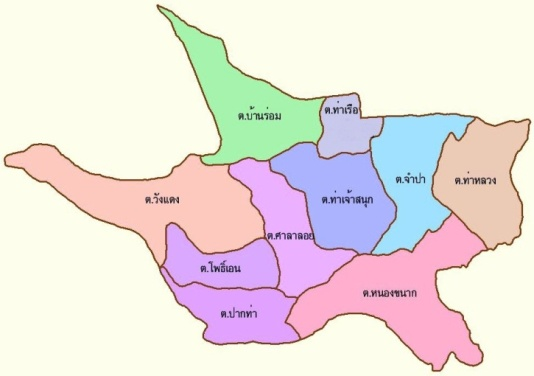 ต.บ้านร่อม
ต.ท่าเรือ
ต.จำปา
ต.ท่าหลวง
ต.วังแดง
ต.ท่าเจ้าสนุก
ต.ศาลาลอย
ต.โพธิ์เอน
ต.หนองขนาก
ต.ปากท่า